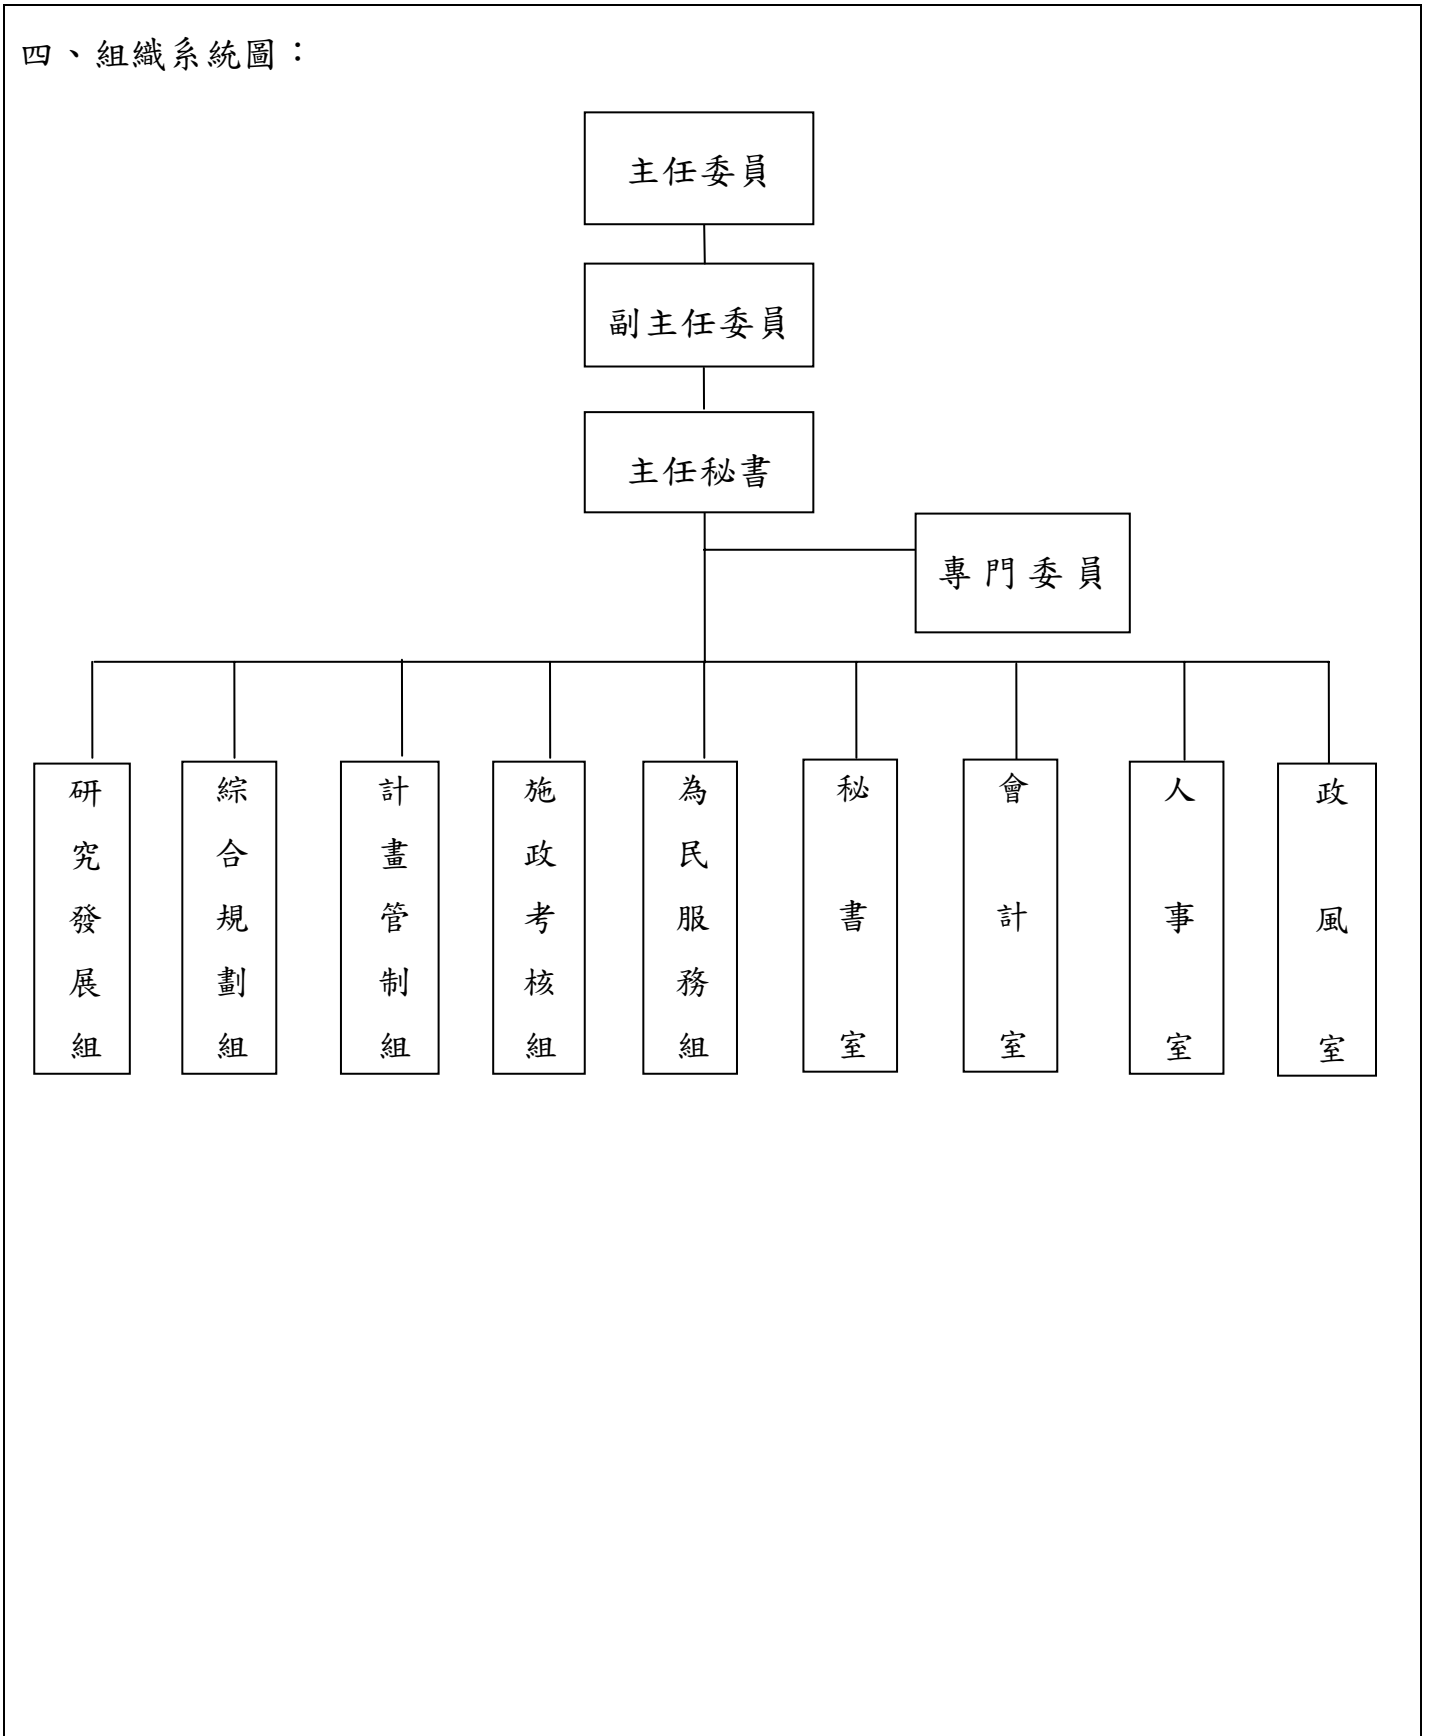 四、組織系統圖：
主任委員
副主任委員
主任秘書
專門委員
研究發展組
綜合規劃組
計畫管制組
施政考核組
為民服務組
秘書室
會計室
人事室
政風室